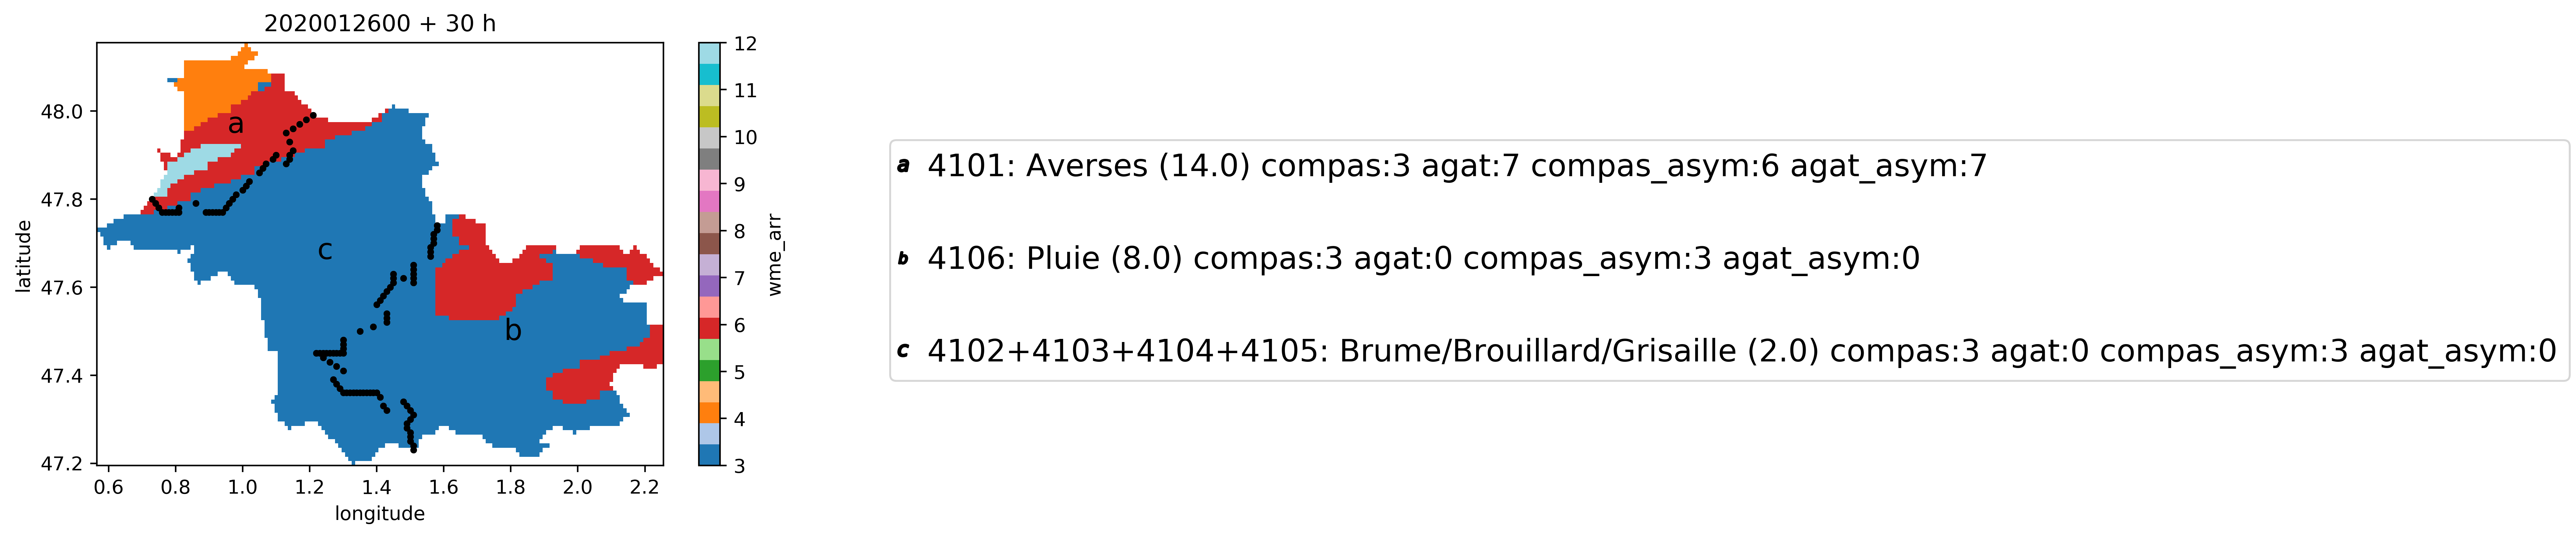 2020012600 + 30 h
48.0
47.8
47.6
47.4
47.2
latitude
0.6 0.8 1.0 1.2 1.4 1.6 1.8 2.0 2.2
longitude
a
c
b
12
11
10
9
8
7
6
5
4
3
wme_arr
a 4101: Averses (14.0) compas:3 agat:7 compas_asym:6 agat_asym:7
b 4106: Pluie (8.0) compas:3 agat:0 compas_asym:3 agat_asym:0
c 4102+4103+4104+4105: Brume/Brouillard/Grisaille (2.0) compas:3 agat:0 compas_asym:3 agat_asym:0